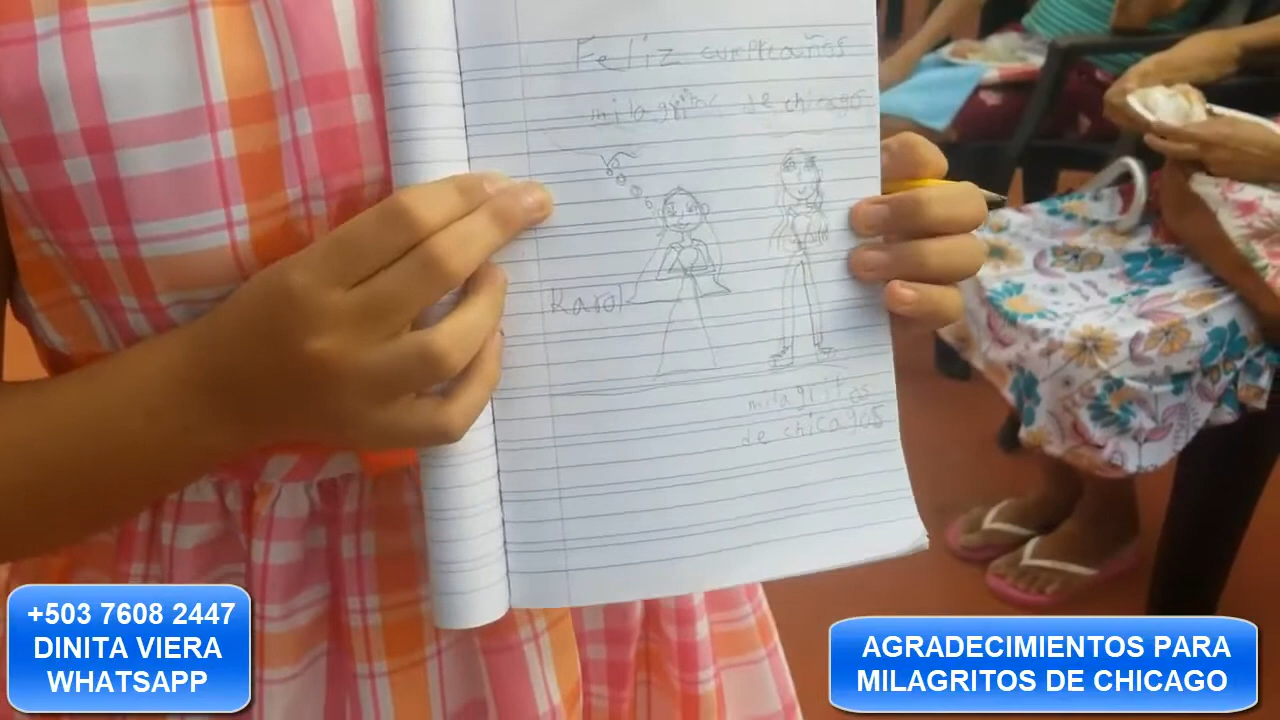 Feliz cumpleaños
milagritos de chicago
Karol
milagritos
de chicagos
+503 7608 2447
DINITA VIERA
WHATSAPP
AGRADECIMIENTOS PARA
MILAGRITOS DE CHICAGO